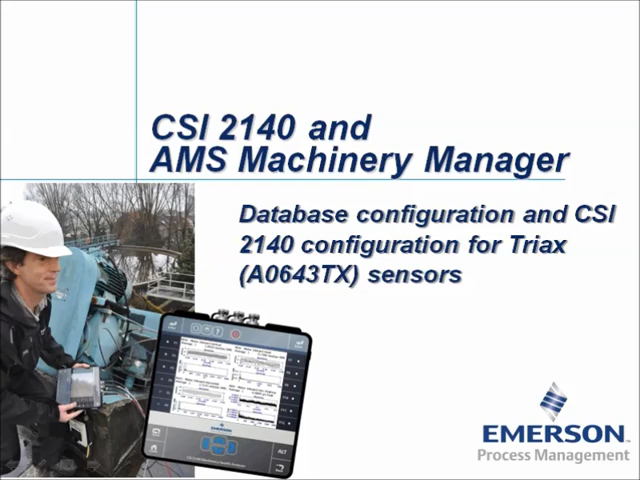 CSI 2140 and
AMS Machinery Manager
Database configuration and CSI
2140 configuration for Triax
(A0643TX) sensors
ALT
EMERSON
Process Management